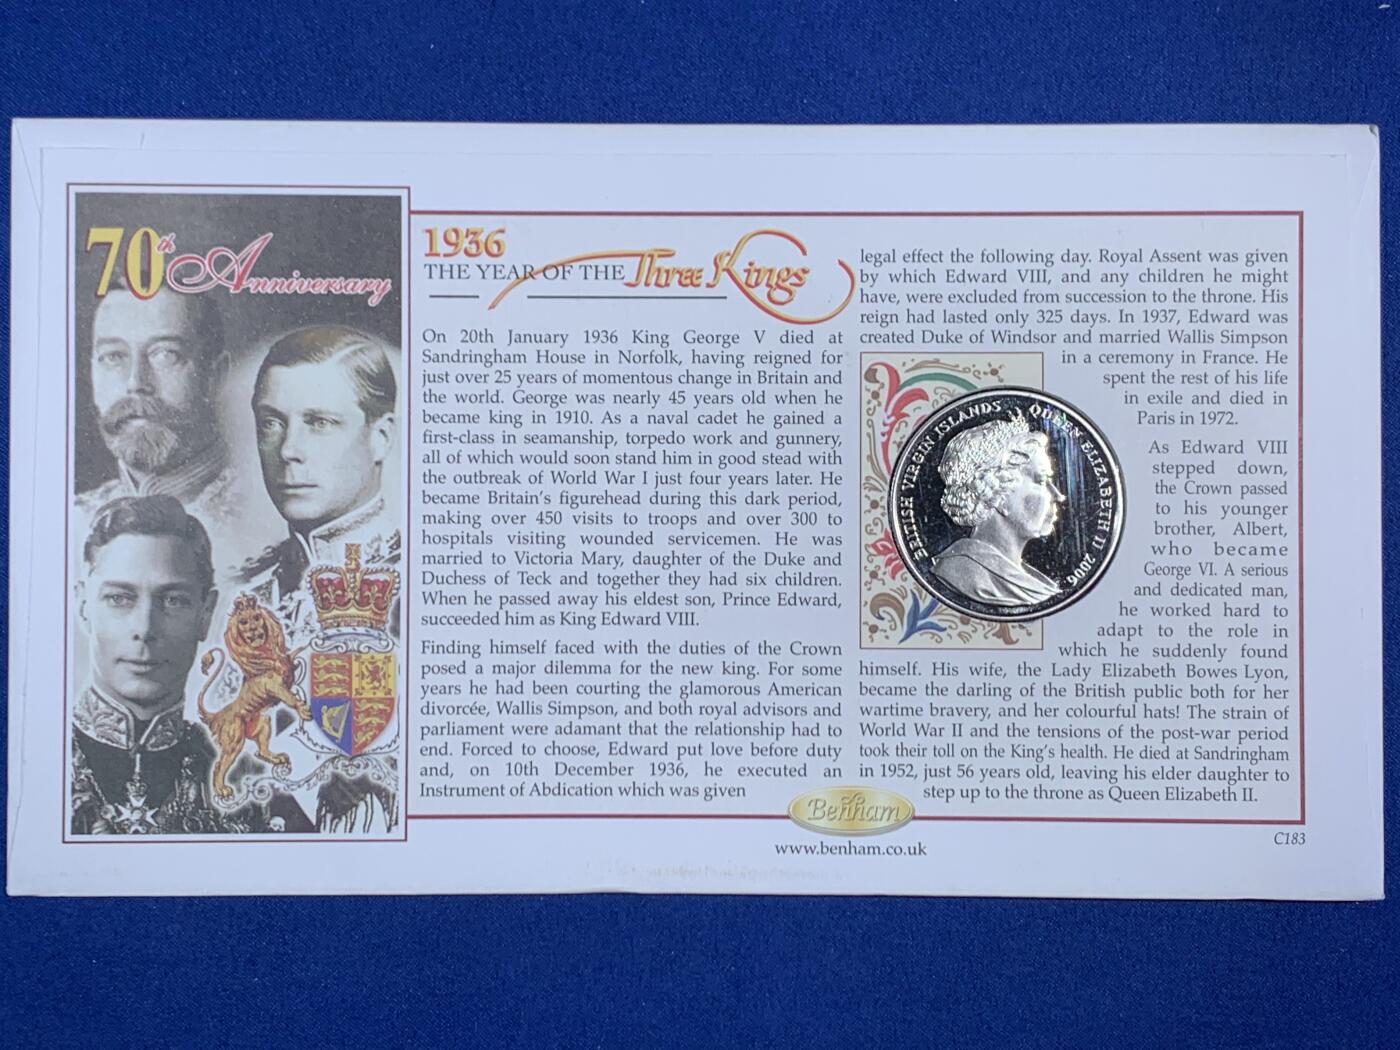 70th Anniversary
1936
THE YEAR OF THE Three Kings
On 20th January 1936 King George V died at
Sandringham House in Norfolk, having reigned for
just over 25 years of momentous change in Britain and
the world. George was nearly 45 years old when he
became king in 1910. As a naval cadet he gained a
first-class in seamanship, torpedo work and gunnery,
all of which would soon stand him in good stead with
the outbreak of World War I just four years later. He
became Britain's figurehead during this dark period,
making over 450 visits to troops and over 300 to
hospitals visiting wounded servicemen. He was
married to Victoria Mary, daughter of the Duke and
Duchess of Teck and together they had six children.
When he passed away his eldest son, Prince Edward,
succeeded him as King Edward VIII.
Finding himself faced with the duties of the Crown
posed a major dilemma for the new king. For some
years he had been courting the glamorous American
divorcée, Wallis Simpson, and both royal advisors and
parliament were adamant that the relationship had to
end. Forced to choose, Edward put love before duty
and, on 10th December 1936, he executed an
Instrument of Abdication which was given
legal effect the following day. Royal Assent was given
by which Edward VIII, and any children he might
have, were excluded from succession to the throne. His
reign had lasted only 325 days. In 1937, Edward was
created Duke of Windsor and married Wallis Simpson
in a ceremony in France. He
spent the rest of his life
in exile and died in
Paris in 1972.
As Edward VIII
stepped down,
the Crown passed
to his younger
brother, Albert,
who became
George VI. A serious
and dedicated man,
he worked hard to
adapt to the role in
which he suddenly found
himself. His wife, the Lady Elizabeth Bowes Lyon,
became the darling of the British public both for her
wartime bravery, and her colourful hats! The strain of
World War II and the tensions of the post-war period
took their toll on the King's health. He died at Sandringham
in 1952, just 56 years old, leaving his elder daughter to
step up to the throne as Queen Elizabeth II.
BRITISH VIRGIN ISLANDS QUEEN ELIZABETH II 2006
Benham
www.benham.co.uk
C183